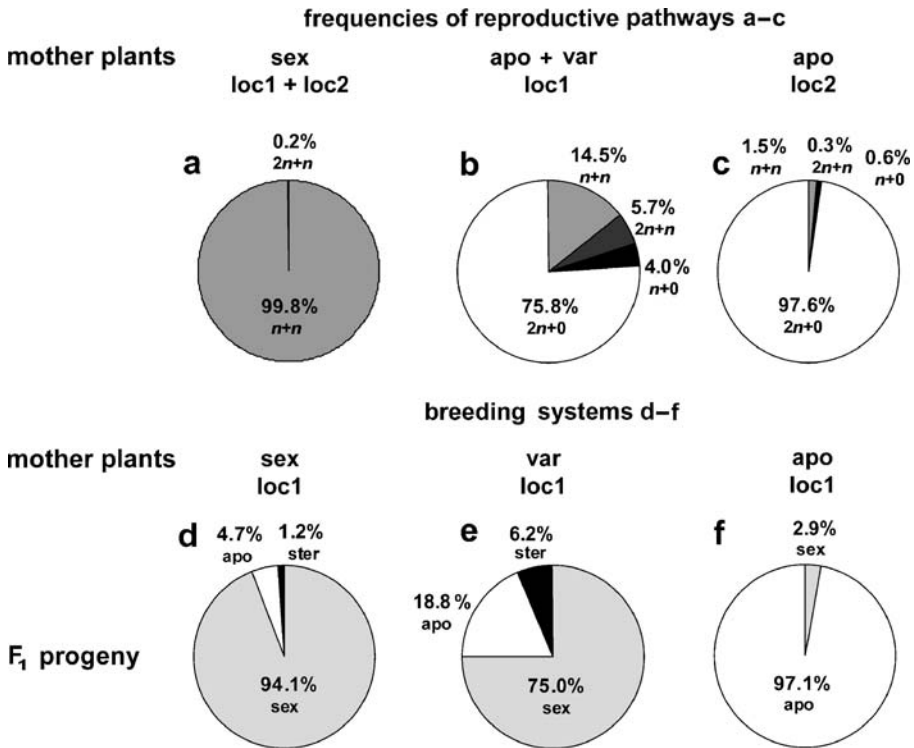 frequencies of reproductive pathways a–c
mother plants
sex
loc1 + loc2
apo + var
loc1
apo
loc2
a
0.2%
2n+n
99.8%
n+n
b
14.5%
n+n
5.7%
2n+n
4.0%
n+0
75.8%
2n+0
c
1.5%
n+n
0.3%
2n+n
0.6%
n+0
97.6%
2n+0
breeding systems d–f
mother plants
sex
loc1
var
loc1
apo
loc1
F1 progeny
d
4.7%
apo
1.2%
ster
94.1%
sex
e
6.2%
ster
18.8%
apo
75.0%
sex
f
2.9%
sex
97.1%
apo